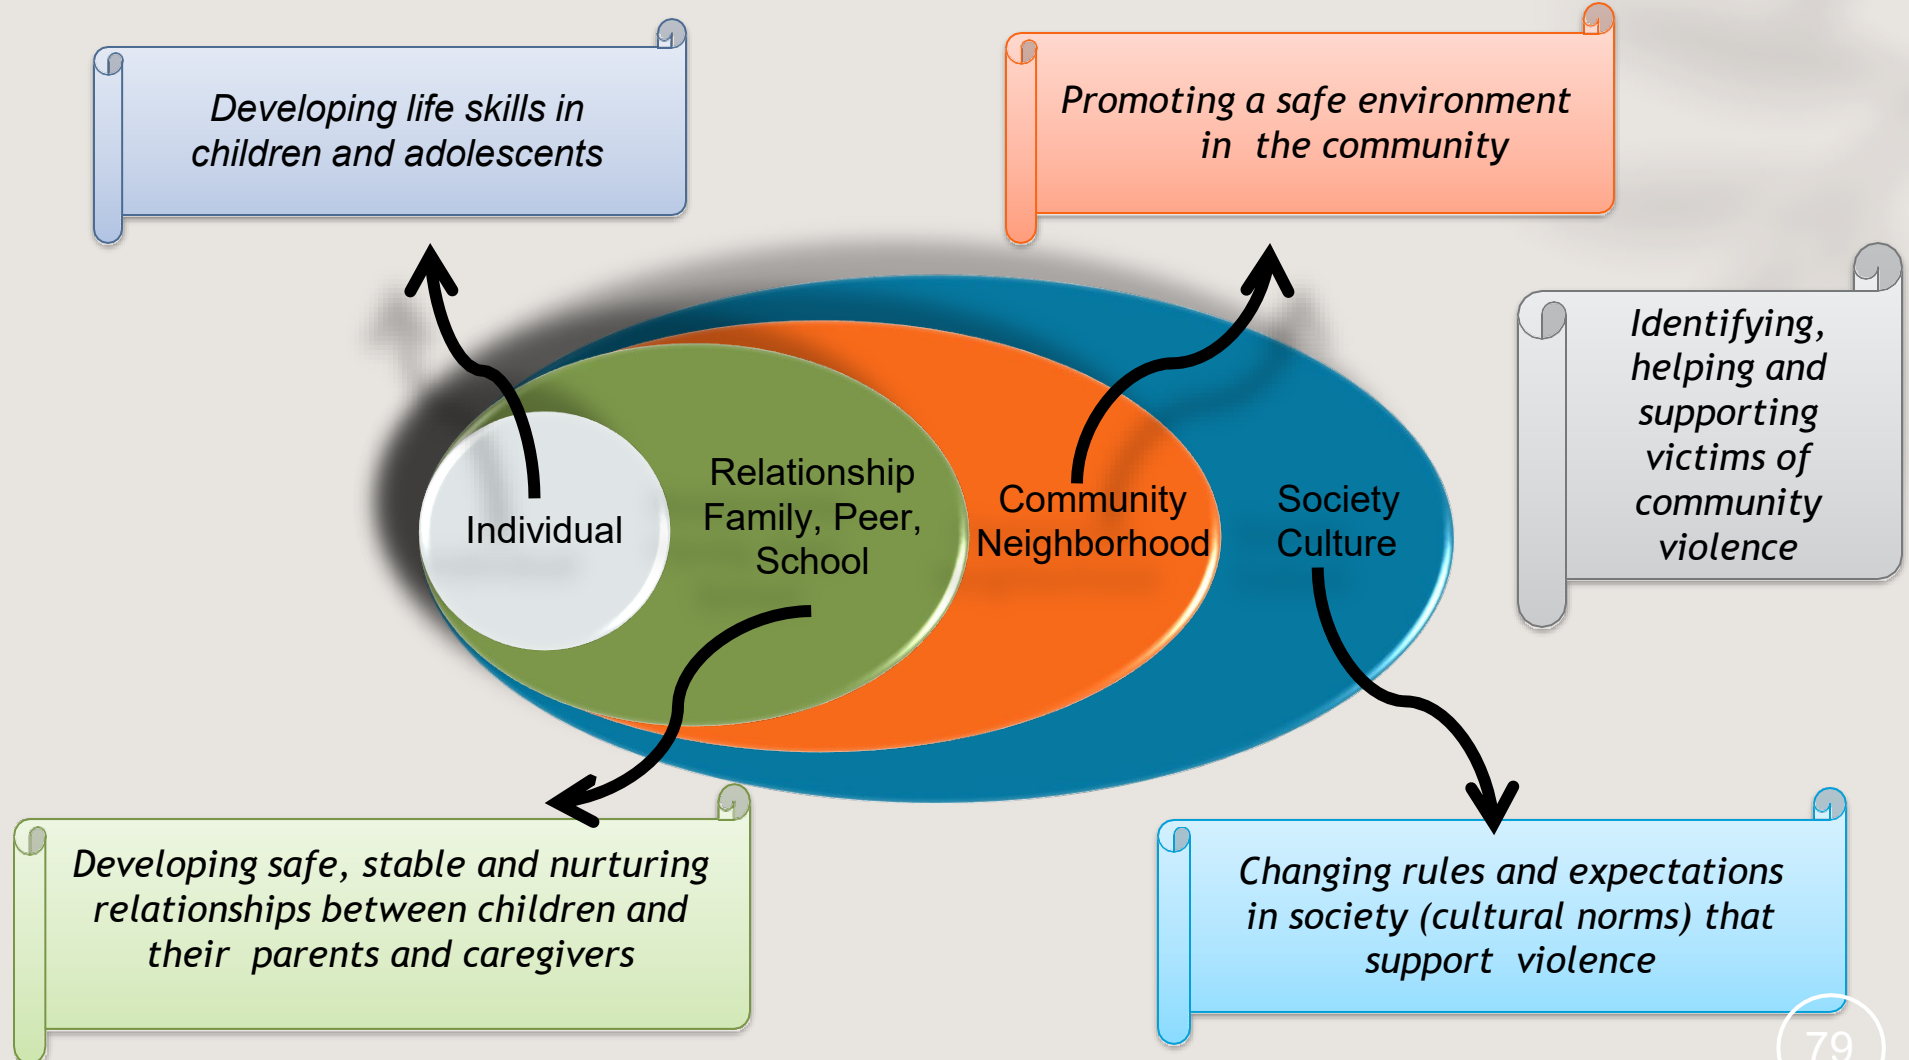 Developing life skills in
children and adolescents
Promoting a safe environment
in the community
Identifying,
helping and
supporting
victims of
community
violence
Individual
Relationship
Family, Peer,
School
Community
Neighborhood
Society
Culture
Developing safe, stable and nurturing
relationships between children and
their parents and caregivers
Changing rules and expectations
in society (cultural norms) that
support violence
79